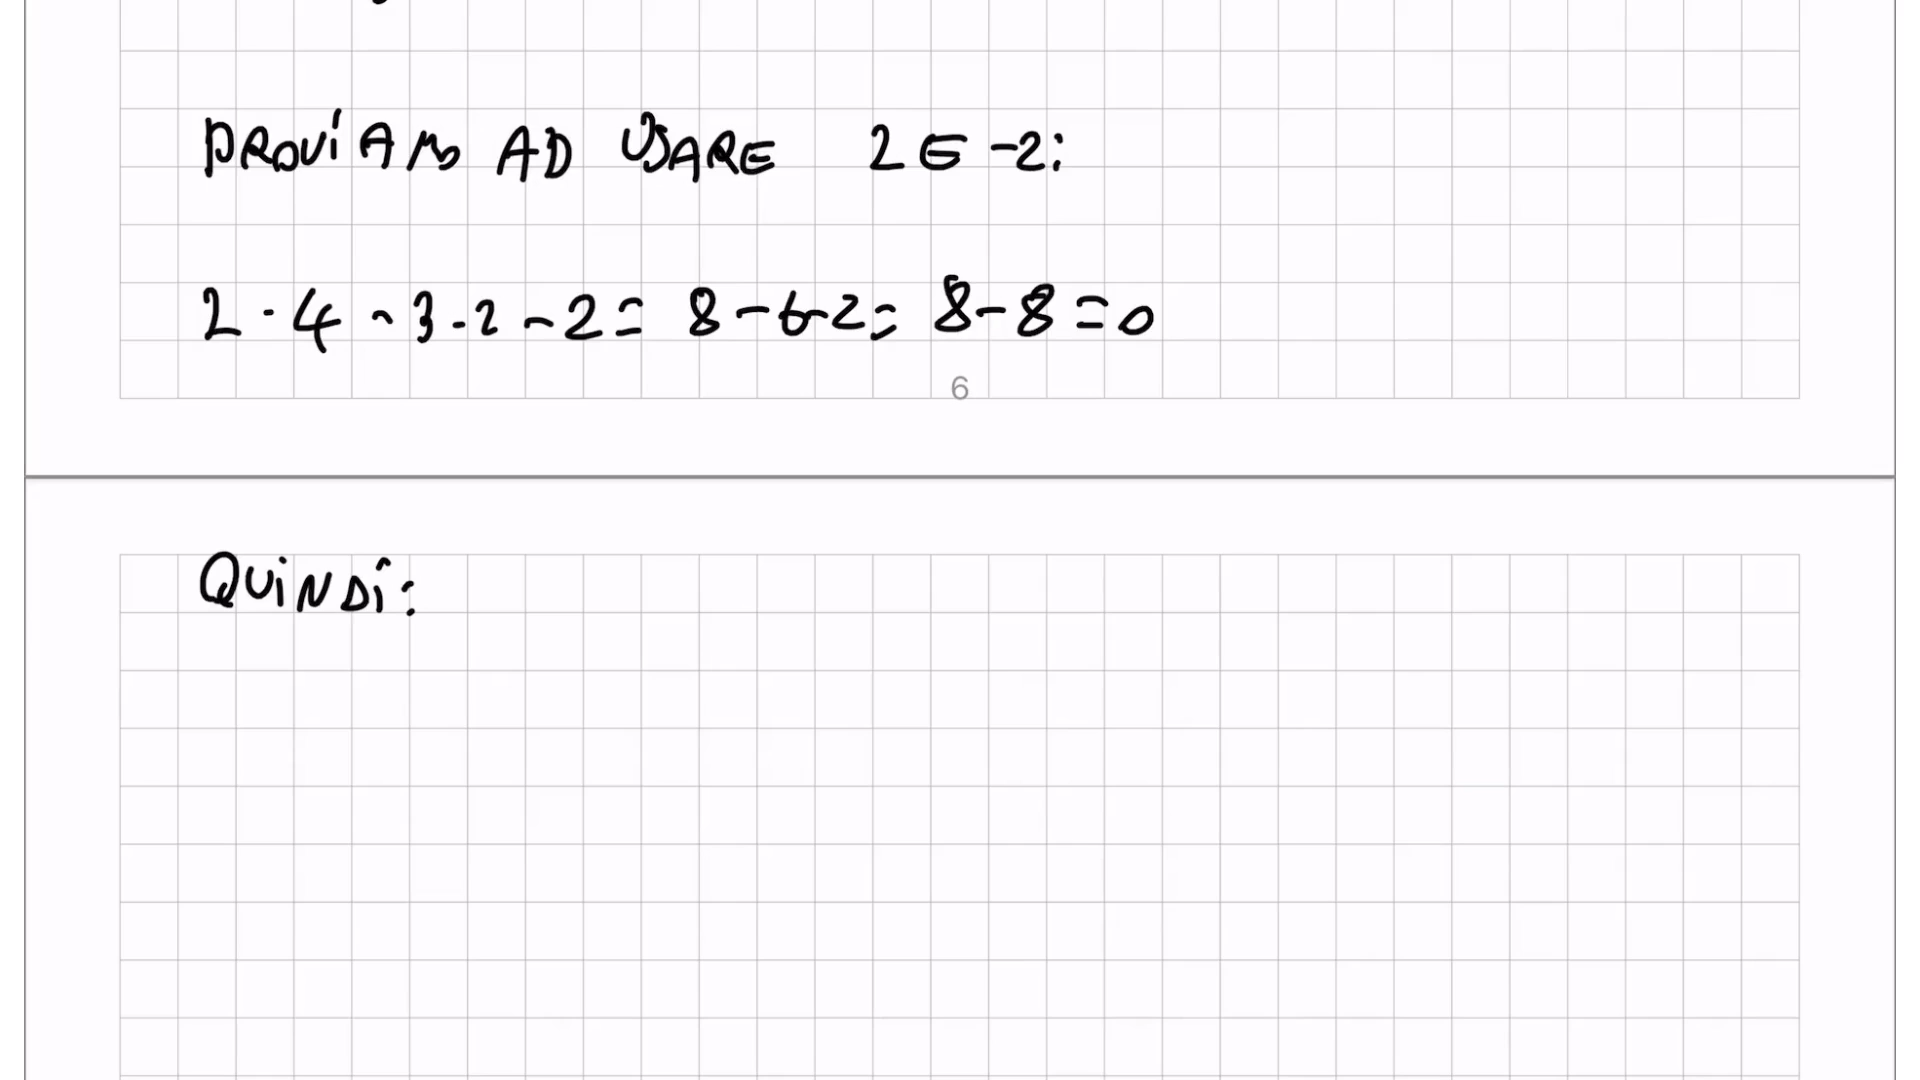 PROVIAMO AD USARE 2 E -2:
2 · 4 - 3 · 2 - 2 = 8 - 6 - 2 = 8 - 8 = 0
6
QUINDI: